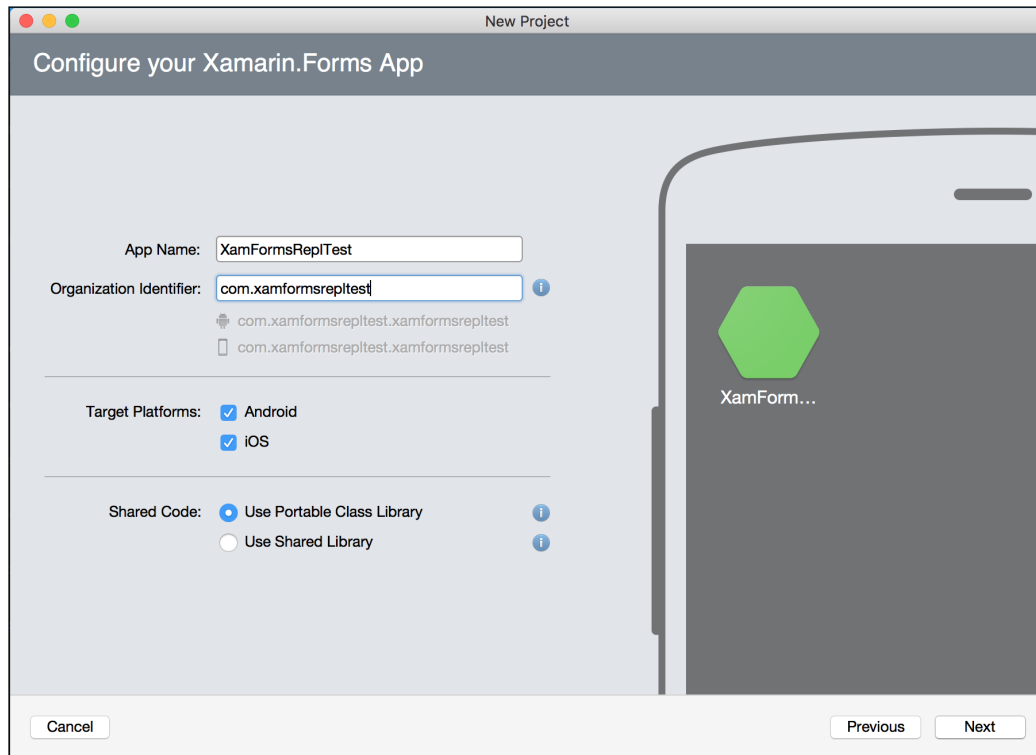 New Project
Configure your Xamarin.Forms App
App Name: XamFormsReplTest
Organization Identifier: com.xamformsrepltest
com.xamformsrepltest.xamformsrepltest
com.xamformsrepltest.xamformsrepltest
XamForm...
Target Platforms: Android
iOS
Shared Code: Use Portable Class Library
Use Shared Library
Cancel Previous Next